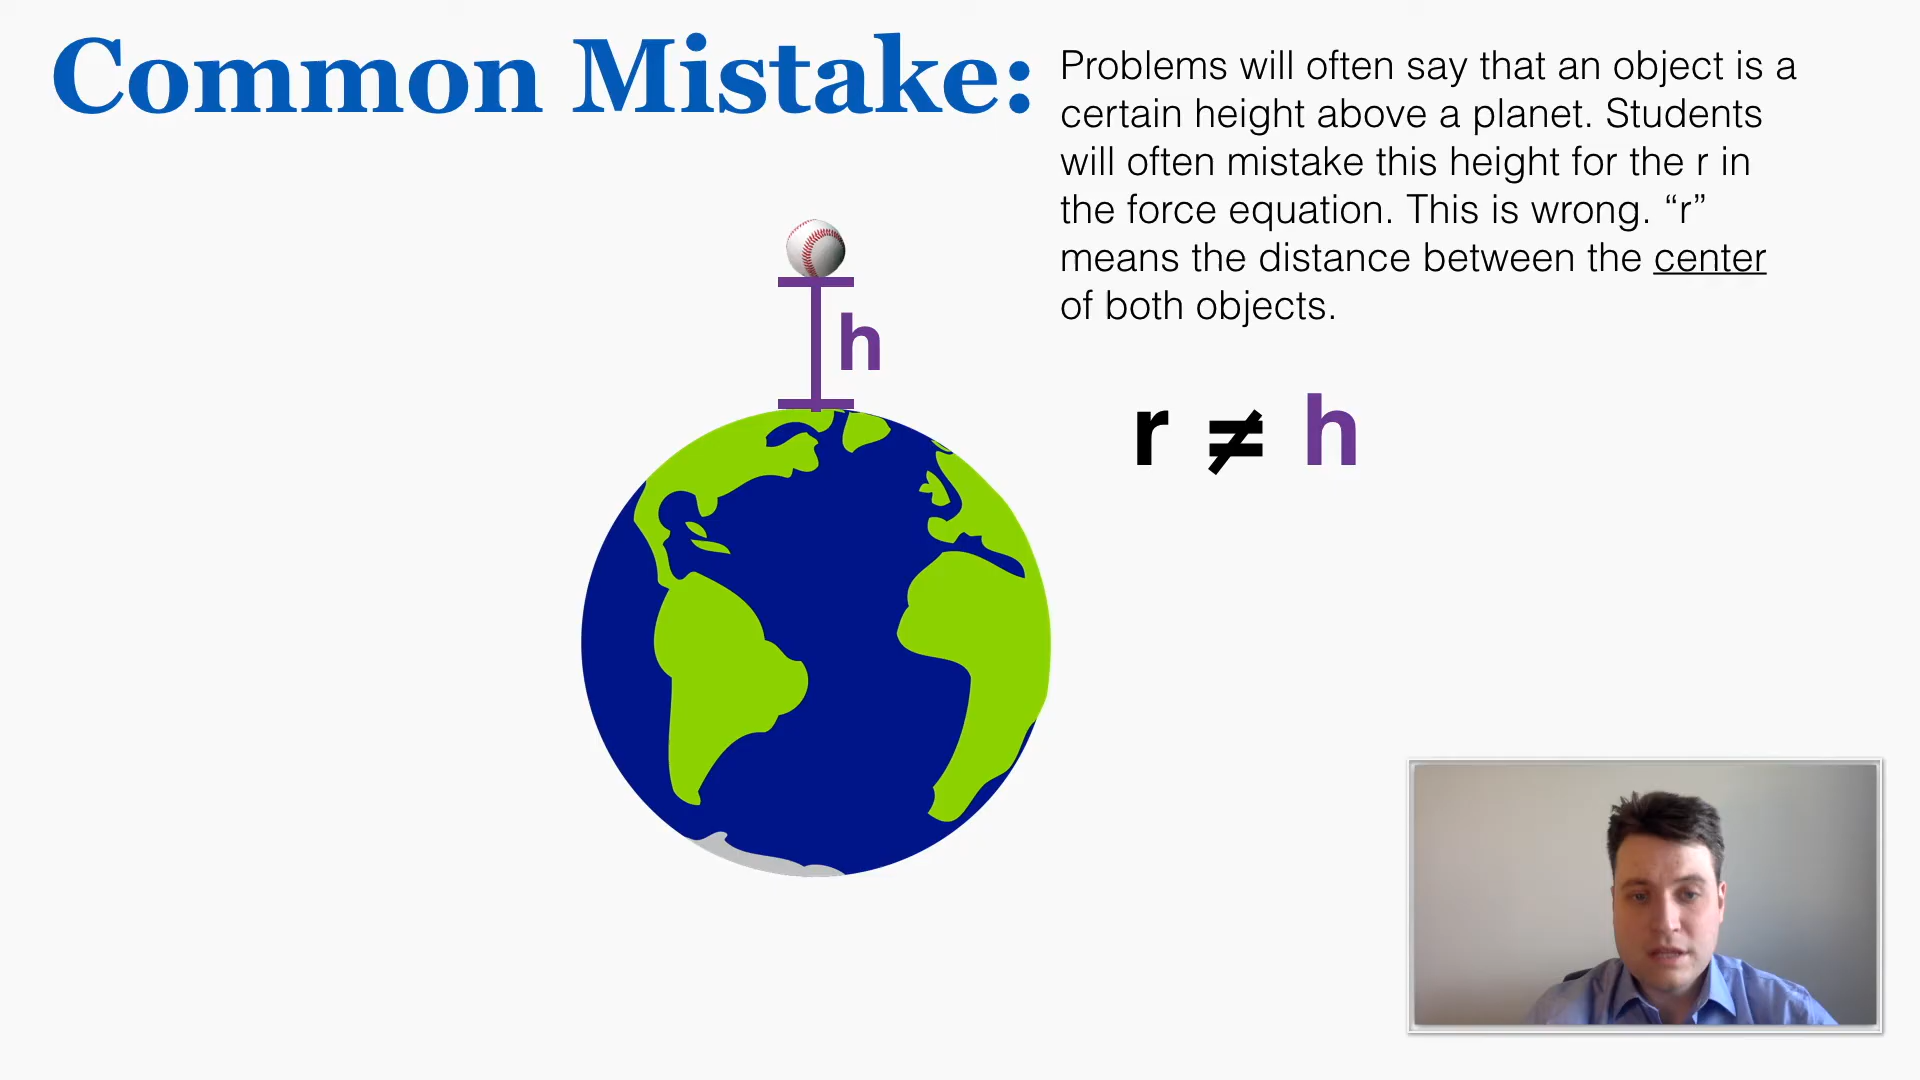 Common Mistake:
Problems will often say that an object is a
certain height above a planet. Students
will often mistake this height for the r in
the force equation. This is wrong. “r”
means the distance between the center
of both objects.
h
r ≠ h